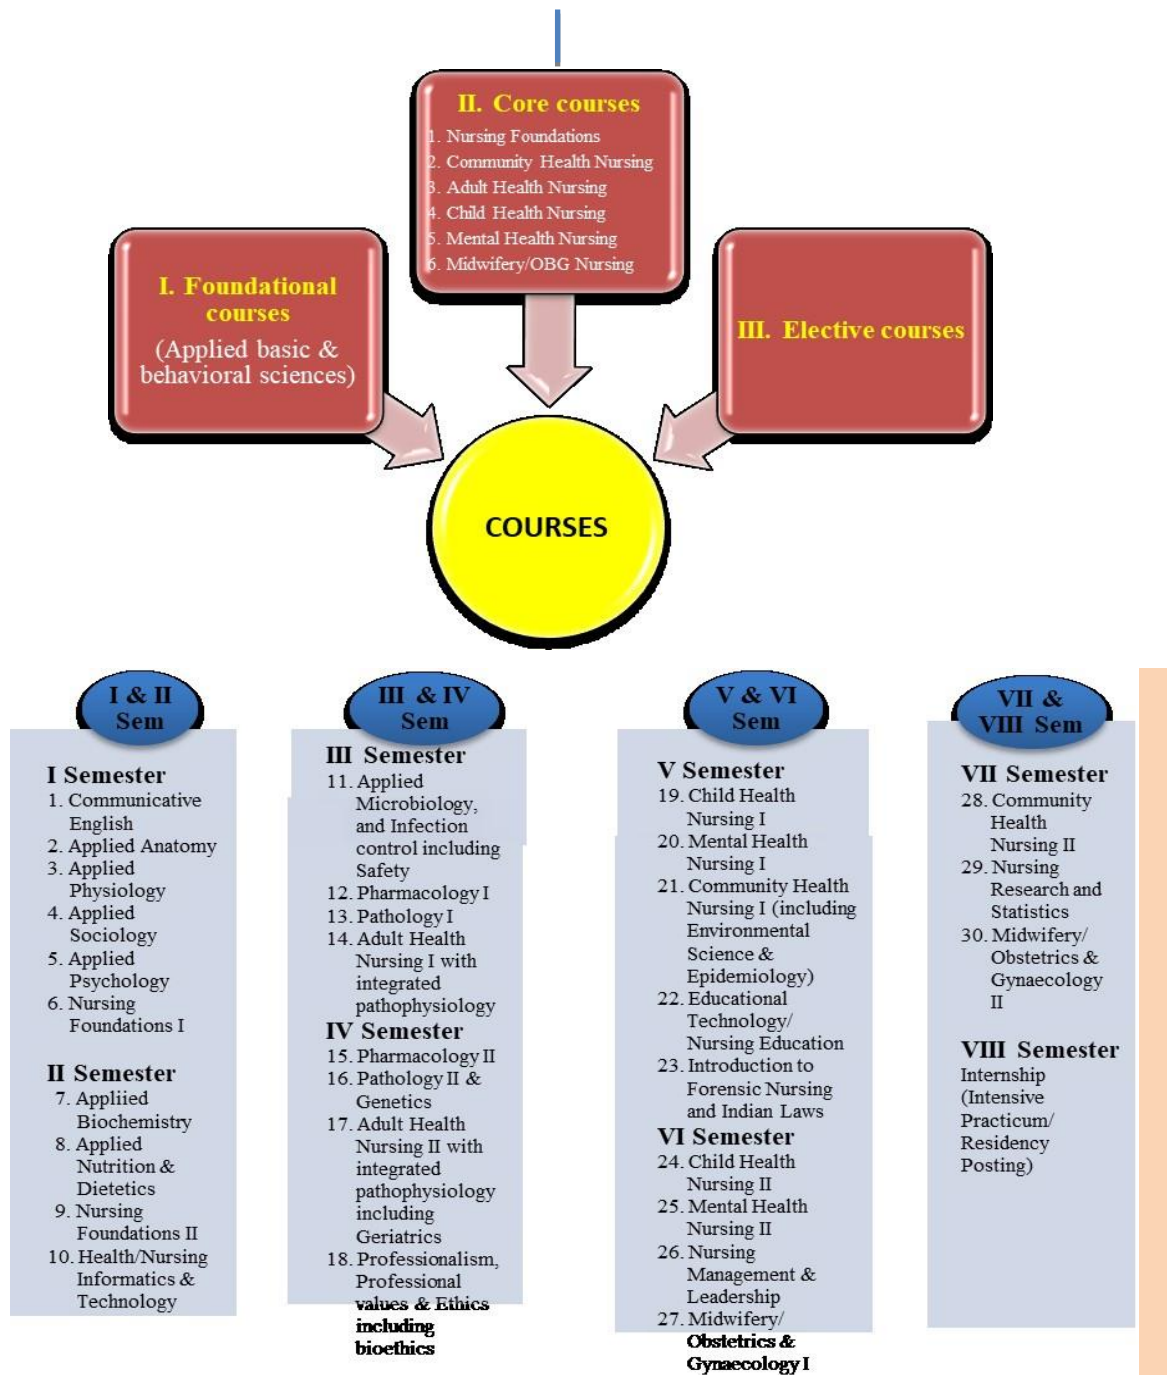 II. Core courses
1. Nursing Foundations
2. Community Health Nursing
3. Adult Health Nursing
4. Child Health Nursing
5. Mental Health Nursing
6. Midwifery/OBG Nursing
I. Foundational
courses
(Applied basic &
behavioral sciences)
III. Elective courses
COURSES
I & II
Sem
I Semester
1. Communicative
English
2. Applied Anatomy
3. Applied
Physiology
4. Applied
Sociology
5. Applied
Psychology
6. Nursing
Foundations I
II Semester
7. Appliied
Biochemistry
8. Applied
Nutrition &
Dietetics
9. Nursing
Foundations II
10. Health/Nursing
Informatics &
Technology
III & IV
Sem
III Semester
11. Applied
Microbiology,
and Infection
control including
Safety
12. Pharmacology I
13. Pathology I
14. Adult Health
Nursing I with
integrated
pathophysiology
IV Semester
15. Pharmacology II
16. Pathology II &
Genetics
17. Adult Health
Nursing II with
integrated
pathophysiology
including
Geriatrics
18. Professionalism,
Professional
values & Ethics
including
bioethics
V & VI
Sem
V Semester
19. Child Health
Nursing I
20. Mental Health
Nursing I
21. Community Health
Nursing I (including
Environmental
Science &
Epidemiology)
22. Educational
Technology/
Nursing Education
23. Introduction to
Forensic Nursing
and Indian Laws
VI Semester
24. Child Health
Nursing II
25. Mental Health
Nursing II
26. Nursing
Management &
Leadership
27. Midwifery/
Obstetrics &
Gynaecology I
VII &
VIII Sem
VII Semester
28. Community
Health
Nursing II
29. Nursing
Research and
Statistics
30. Midwifery/
Obstetrics &
Gynaecology
II
VIII Semester
Internship
(Intensive
Practicum/
Residency
Posting)